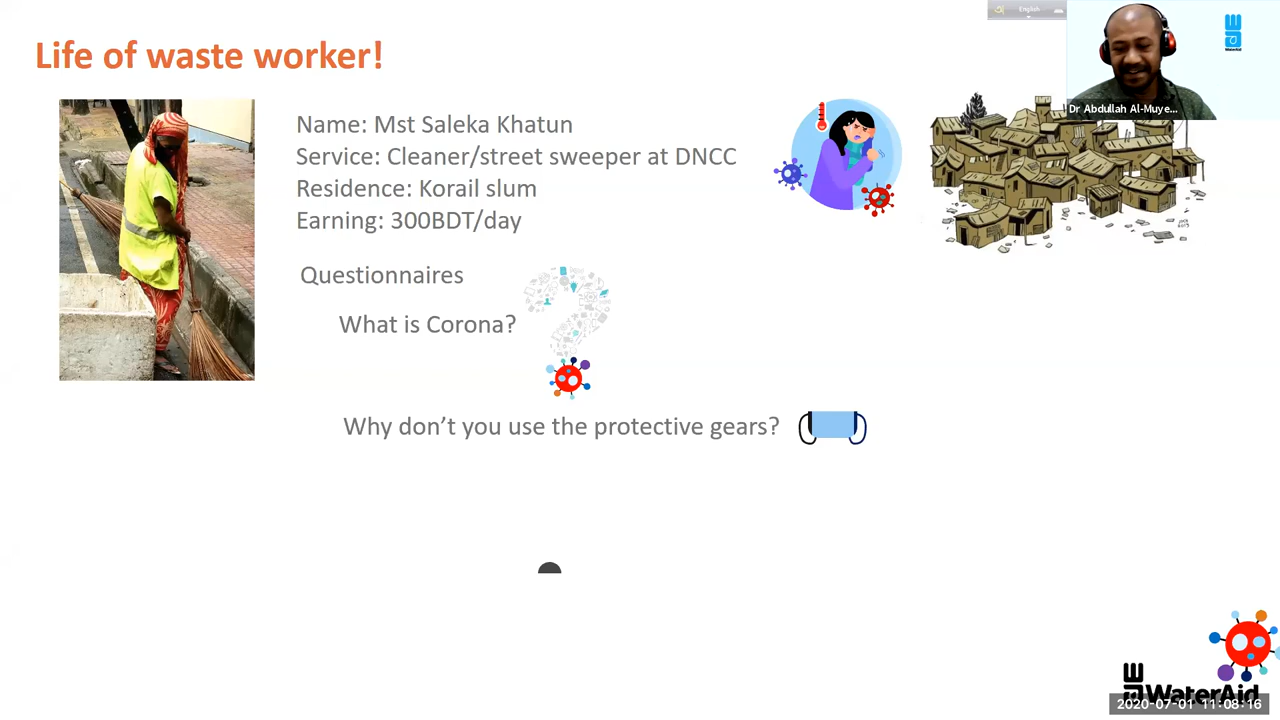 English
Life of waste worker!
WaterAid
Dr Abdullah Al-Muye...
Name: Mst Saleka Khatun
Service: Cleaner/street sweeper at DNCC
Residence: Korail slum
Earning: 300BDT/day
Questionnaires
What is Corona?
Why don’t you use the protective gears?
WaterAid
2020-07-01 11:08:16